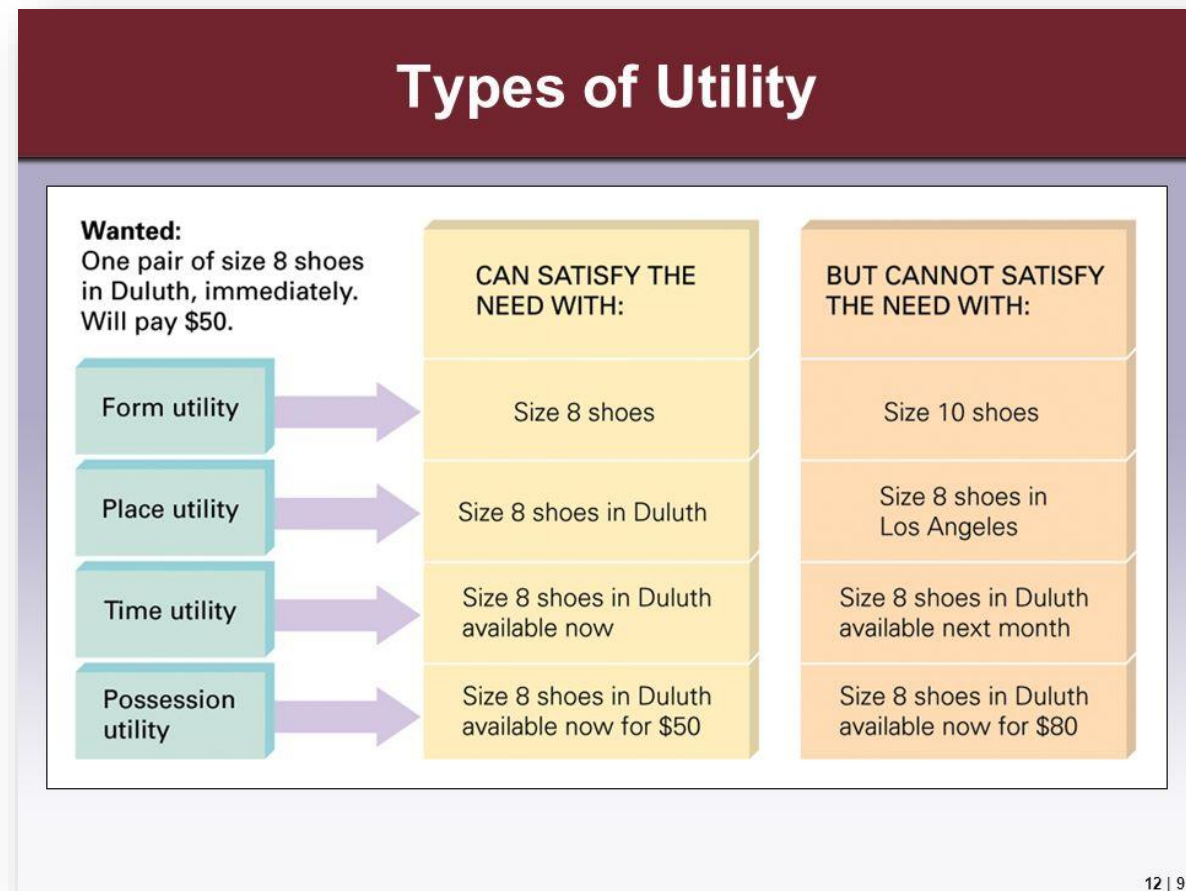 Types of Utility
Wanted:
One pair of size 8 shoes
in Duluth, immediately.
Will pay $50.
CAN SATISFY THE
NEED WITH:
BUT CANNOT SATISFY
THE NEED WITH:
Form utility
Size 8 shoes
Size 10 shoes
Place utility
Size 8 shoes in Duluth
Size 8 shoes in
Los Angeles
Time utility
Size 8 shoes in Duluth
available now
Size 8 shoes in Duluth
available next month
Possession
utility
Size 8 shoes in Duluth
available now for $50
Size 8 shoes in Duluth
available now for $80
12 | 9